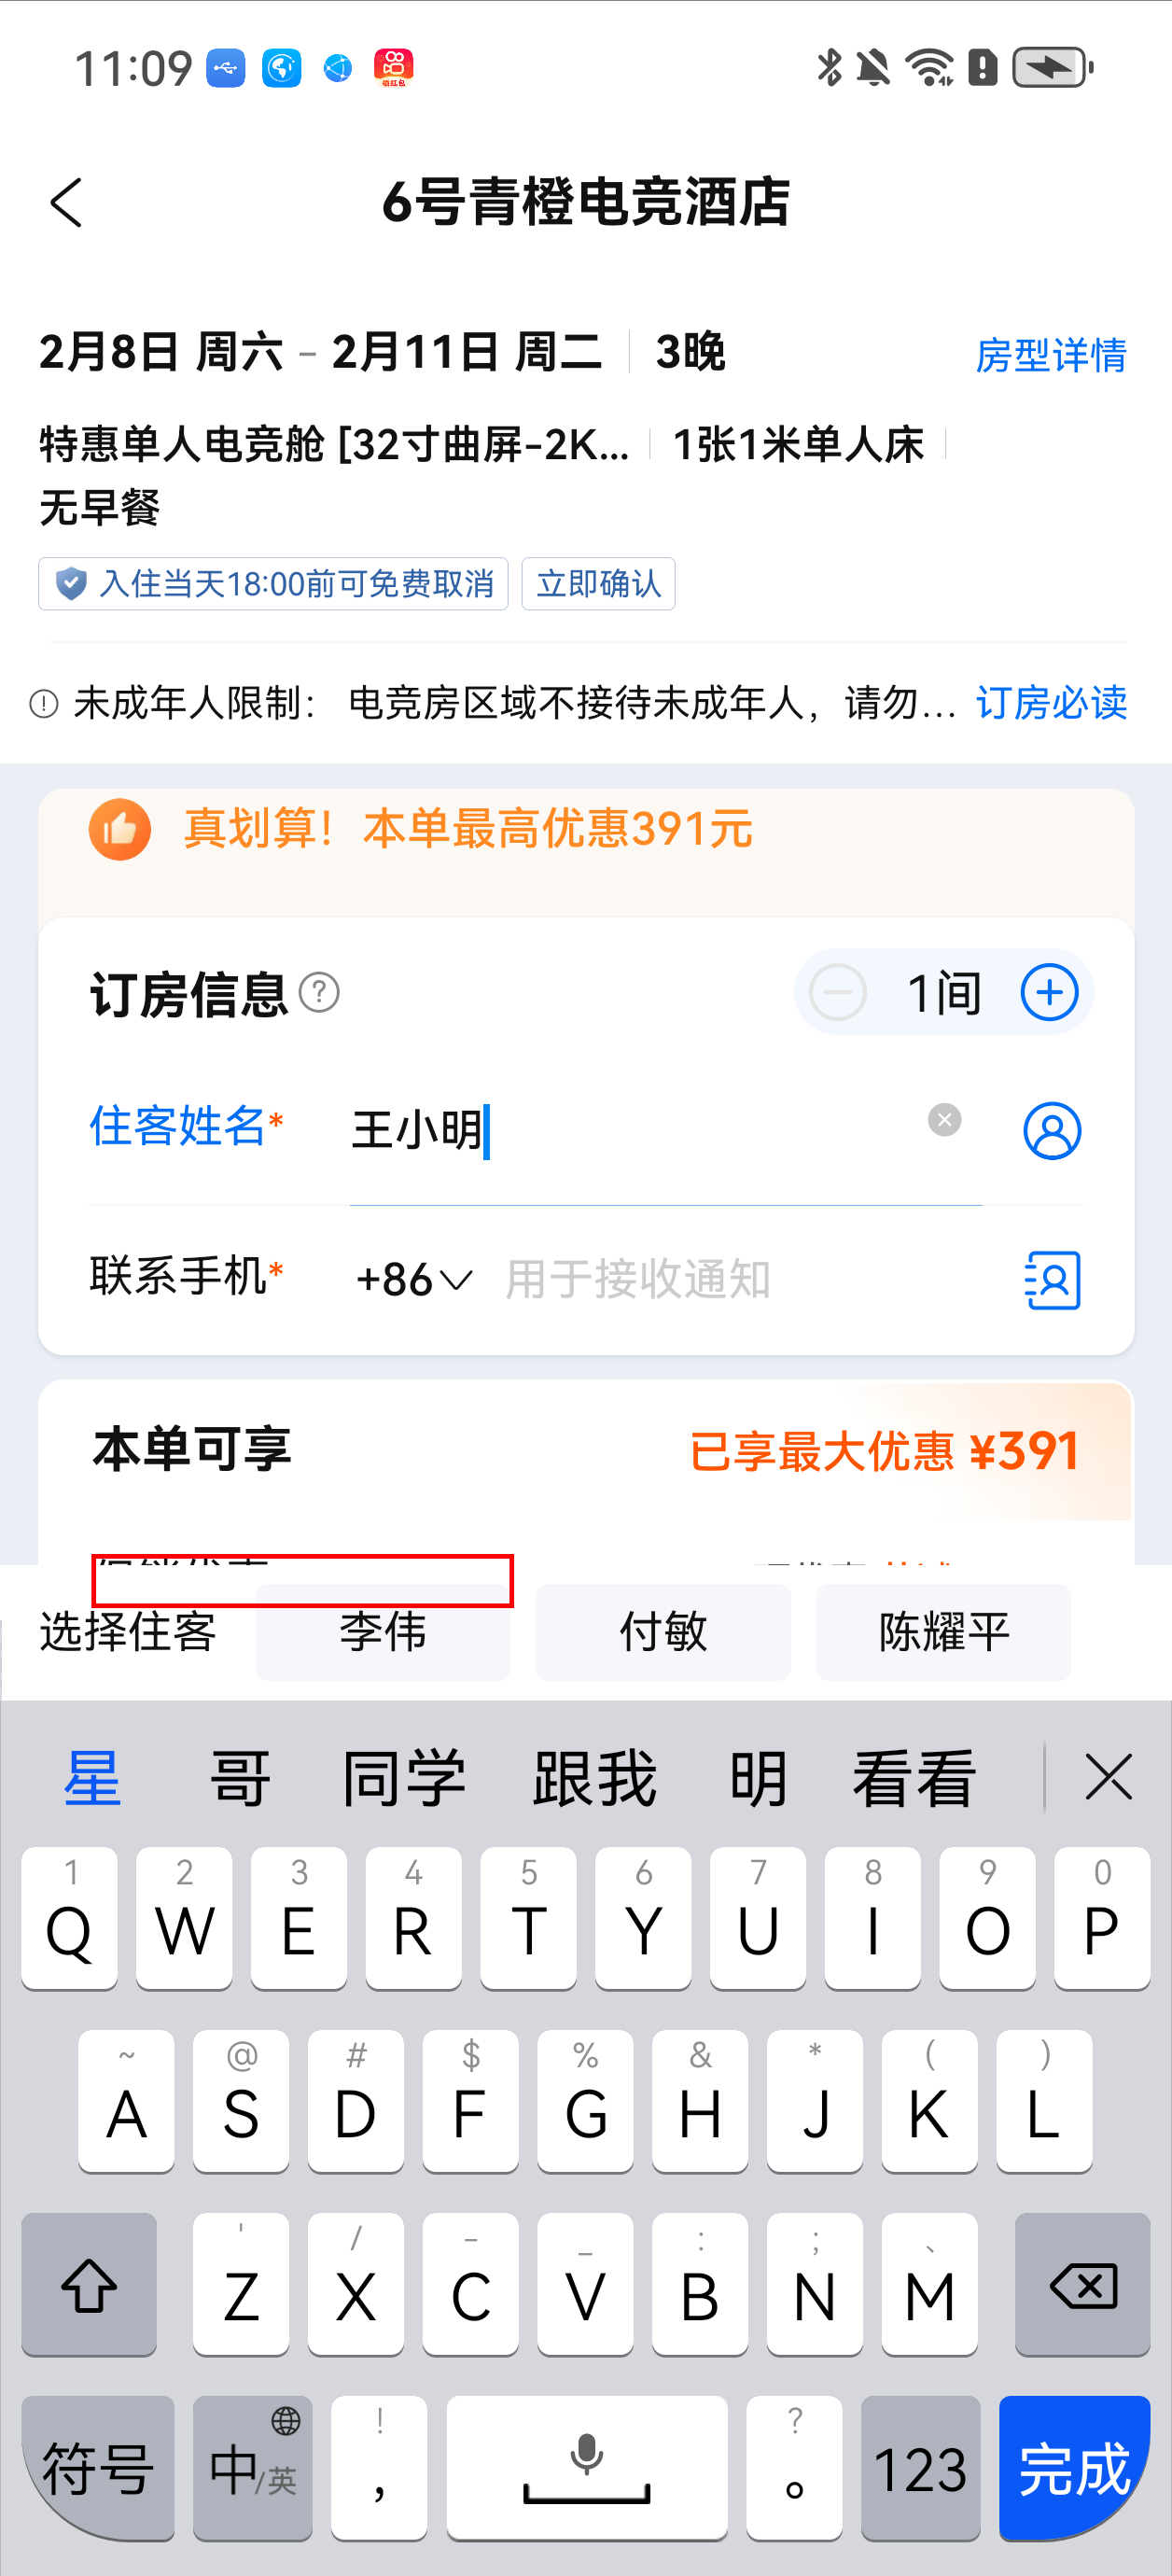 11:09
领红包
6号青橙电竞酒店
2月8日 周六 - 2月11日 周二 3晚 房型详情
特惠单人电竞舱 [32寸曲屏-2K... 1张1米单人床
无早餐
入住当天18:00前可免费取消 立即确认
未成年人限制： 电竞房区域不接待未成年人，请勿... 订房必读
真划算！本单最高优惠391元
订房信息 ? 1间
住客姓名* 王小明
联系手机* +86 用于接收通知
本单可享 已享最大优惠 ¥391
选择住客 李伟 付敏 陈耀平
星 哥 同学 跟我 明 看看
1 2 3 4 5 6 7 8 9 0
Q W E R T Y U I O P
~ @ # $ % & * ( )
A S D F G H J K L
' / - _ : ; 、
Z X C V B N M
符号 中/英 ! ， ? 。 123 完成